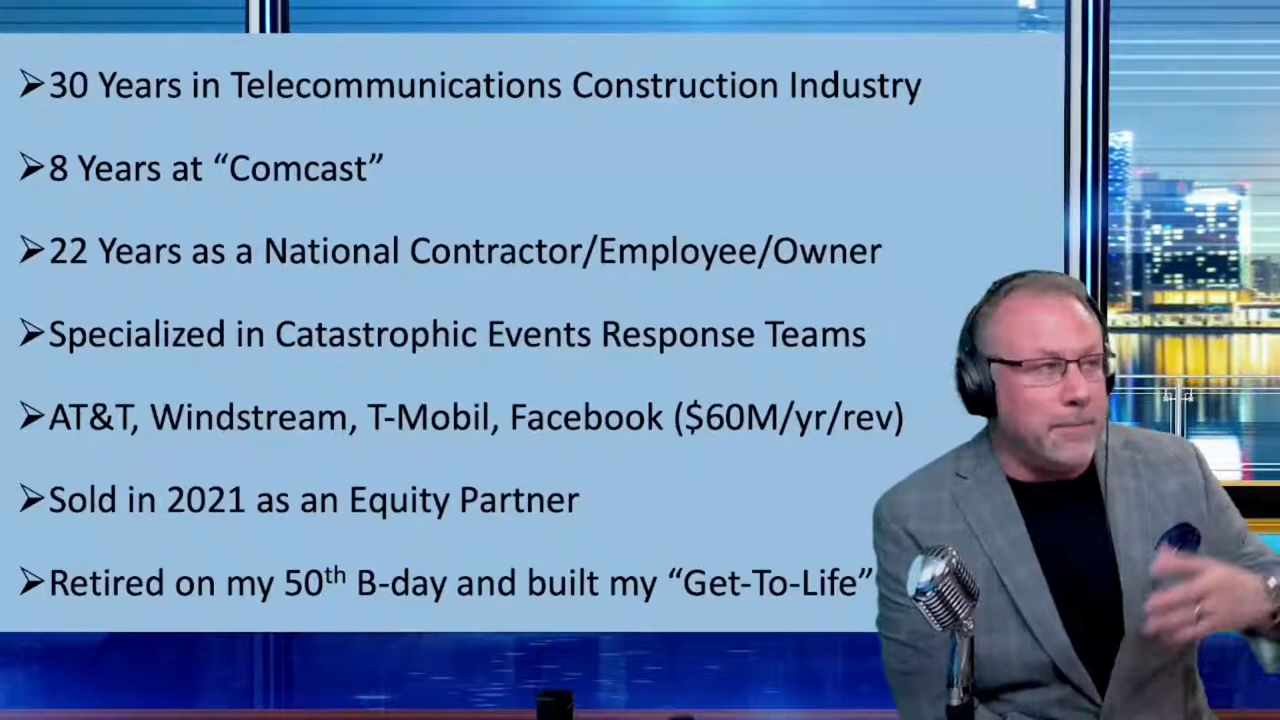 ➢30 Years in Telecommunications Construction Industry
➢8 Years at “Comcast”
➢22 Years as a National Contractor/Employee/Owner
➢Specialized in Catastrophic Events Response Teams
➢AT&T, Windstream, T-Mobil, Facebook ($60M/yr/rev)
➢Sold in 2021 as an Equity Partner
➢Retired on my 50th B-day and built my “Get-To-Life”